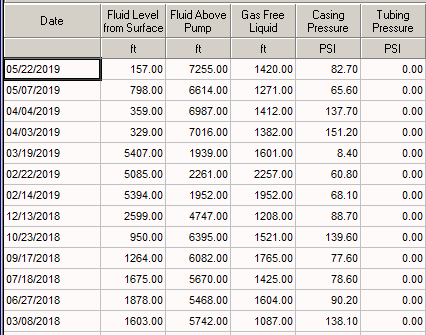 Date Fluid Level from Surface Fluid Above Pump Gas Free Liquid Casing Pressure Tubing Pressure
ft ft ft PSI PSI
05/22/2019 157.00 7255.00 1420.00 82.70 0.00
05/07/2019 798.00 6614.00 1271.00 65.60 0.00
04/04/2019 359.00 6987.00 1412.00 137.70 0.00
04/03/2019 329.00 7016.00 1382.00 151.20 0.00
03/19/2019 5407.00 1939.00 1601.00 8.40 0.00
02/22/2019 5085.00 2261.00 2257.00 60.80 0.00
02/14/2019 5394.00 1952.00 1952.00 68.10 0.00
12/13/2018 2599.00 4747.00 1208.00 88.70 0.00
10/23/2018 950.00 6395.00 1521.00 139.60 0.00
09/17/2018 1264.00 6082.00 1765.00 77.60 0.00
07/18/2018 1675.00 5670.00 1425.00 78.60 0.00
06/27/2018 1878.00 5468.00 1604.00 90.20 0.00
03/08/2018 1603.00 5742.00 1087.00 138.10 0.00